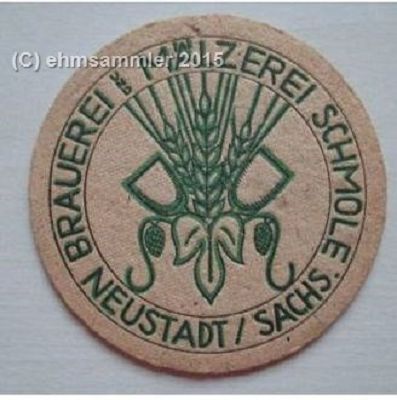 (C) ehmsammler 2015
BRAUEREI u. MÄLZEREI SCHMOLE
NEUSTADT / SACHS.